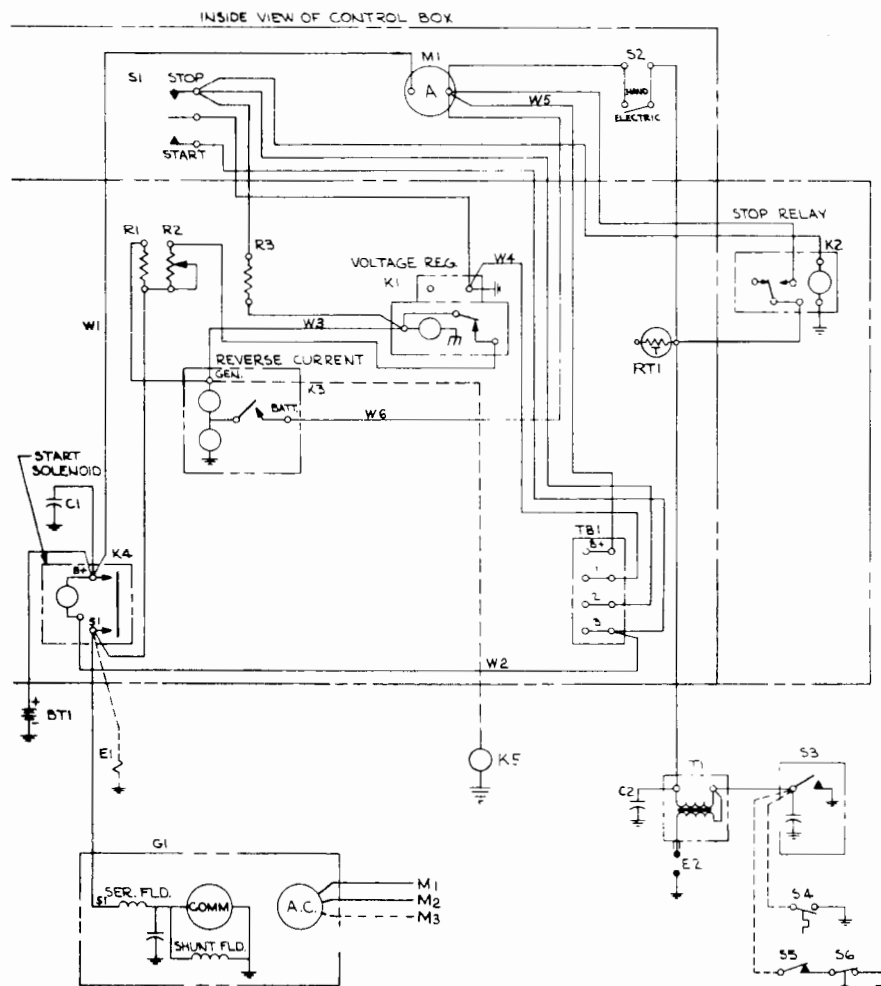 INSIDE VIEW OF CONTROL BOX
M1
S2
S1 STOP
A
HAND
W5
ELECTRIC
START
STOP RELAY
R1 R2
R3
K2
VOLTAGE REG.
W4
K1
W1
W3
T
RT1
REVERSE CURRENT
GEN.
K3
BATT.
W6
START
SOLENOID
C1
TB1
K4
B+
B+
1
2
S1
3
W2
+
-
BT1
E1
K5
S3
T1
C2
E2
G1
S1 SER. FLD.
COMM
A.C.
M1
M2
M3
S4
SHUNT FLD.
S5 S6